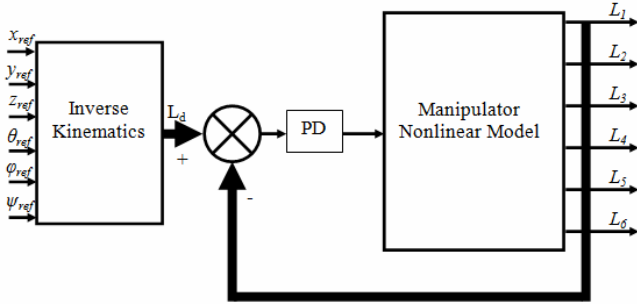 x_ref
y_ref
z_ref
θ_ref
φ_ref
ψ_ref
Inverse
Kinematics
L_d
+
-
PD
Manipulator
Nonlinear Model
L_1
L_2
L_3
L_4
L_5
L_6